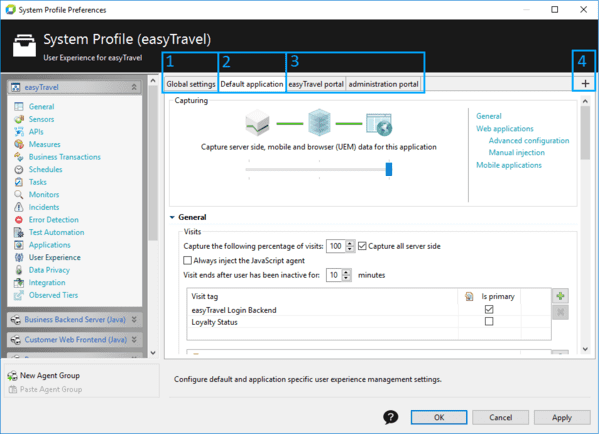 System Profile Preferences
System Profile (easyTravel)
User Experience for easyTravel
1 2 3 4
Global settings Default application easyTravel portal administration portal
easyTravel
General
Sensors
APIs
Measures
Business Transactions
Schedules
Tasks
Monitors
Incidents
Error Detection
Test Automation
Applications
User Experience
Data Privacy
Integration
Observed Tiers
Business Backend Server (Java)
Customer Web Frontend (Java)
New Agent Group
Paste Agent Group
Capturing
Capture server side, mobile and browser (UEM) data for this application
General
Web applications
Advanced configuration
Manual injection
Mobile applications
General
Visits
Capture the following percentage of visits: 100 Capture all server side
Always inject the JavaScript agent
Visit ends after user has been inactive for: 10 minutes
Visit tag Is primary
easyTravel Login Backend
Loyalty Status
Configure default and application specific user experience management settings.
? OK Cancel Apply